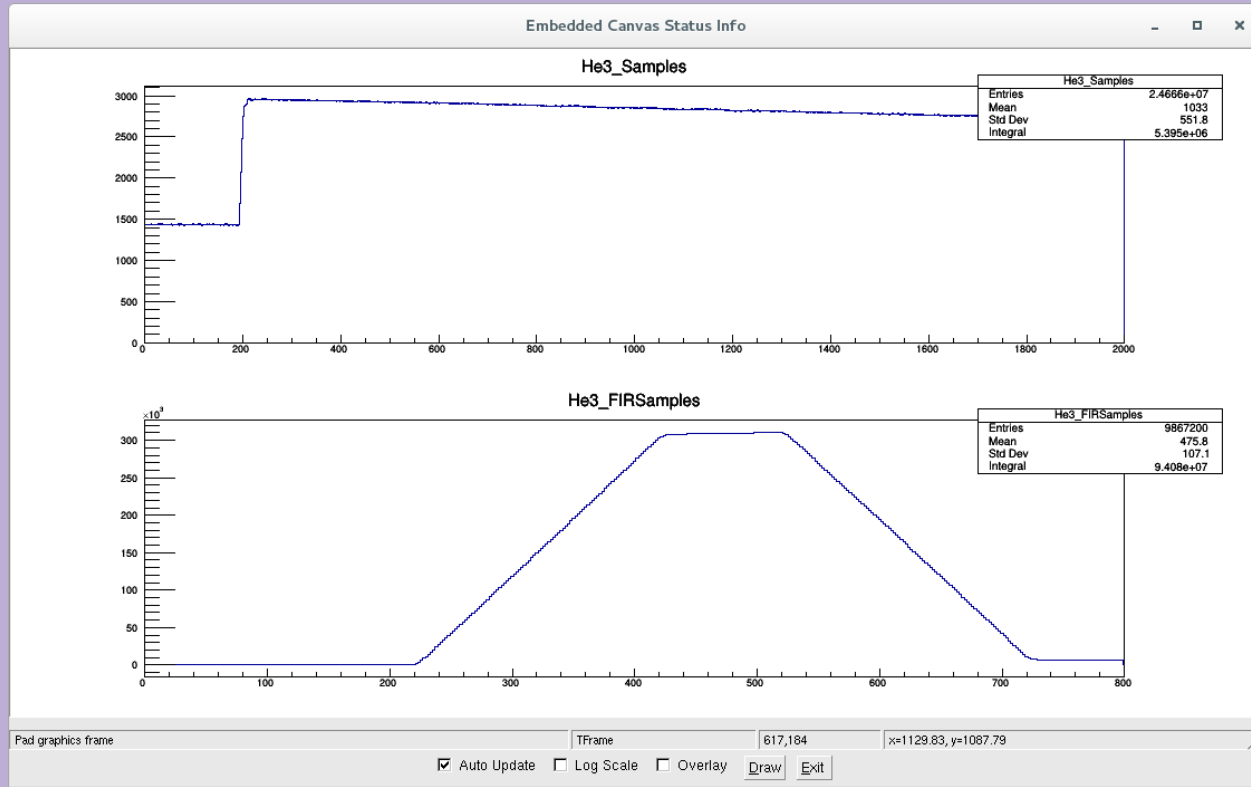 Embedded Canvas Status Info
He3_Samples
He3_Samples
Entries 2.4666e+07
Mean 1033
Std Dev 551.8
Integral 5.395e+06
3000
2500
2000
1500
1000
500
0
0 200 400 600 800 1000 1200 1400 1600 1800 2000
He3_FIRSamples
×10³
He3_FIRSamples
Entries 9867200
Mean 475.8
Std Dev 107.1
Integral 9.408e+07
300
250
200
150
100
50
0
0 100 200 300 400 500 600 700 800
Pad graphics frame TFrame 617,184 x=1129.83, y=1087.79
Auto Update Log Scale Overlay Draw Exit